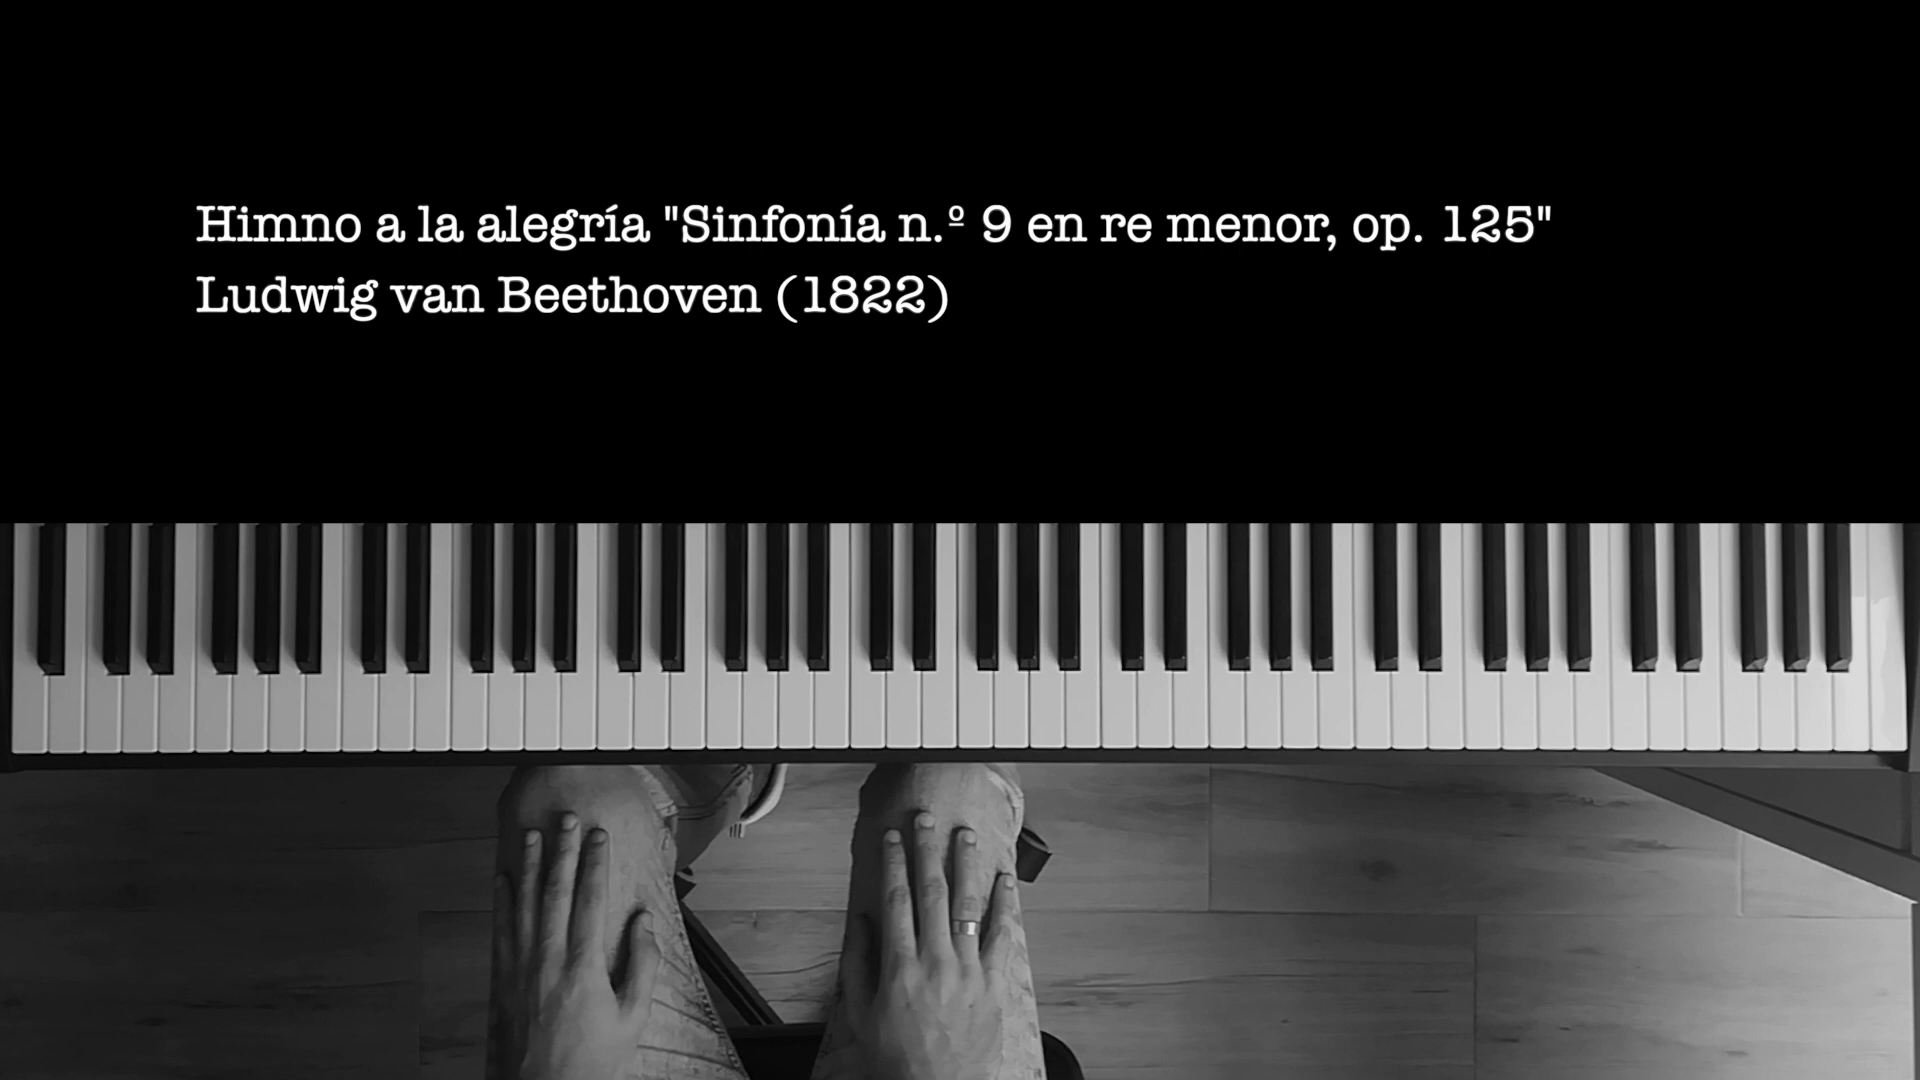 Himno a la alegría "Sinfonía n.º 9 en re menor, op. 125"
Ludwig van Beethoven (1822)